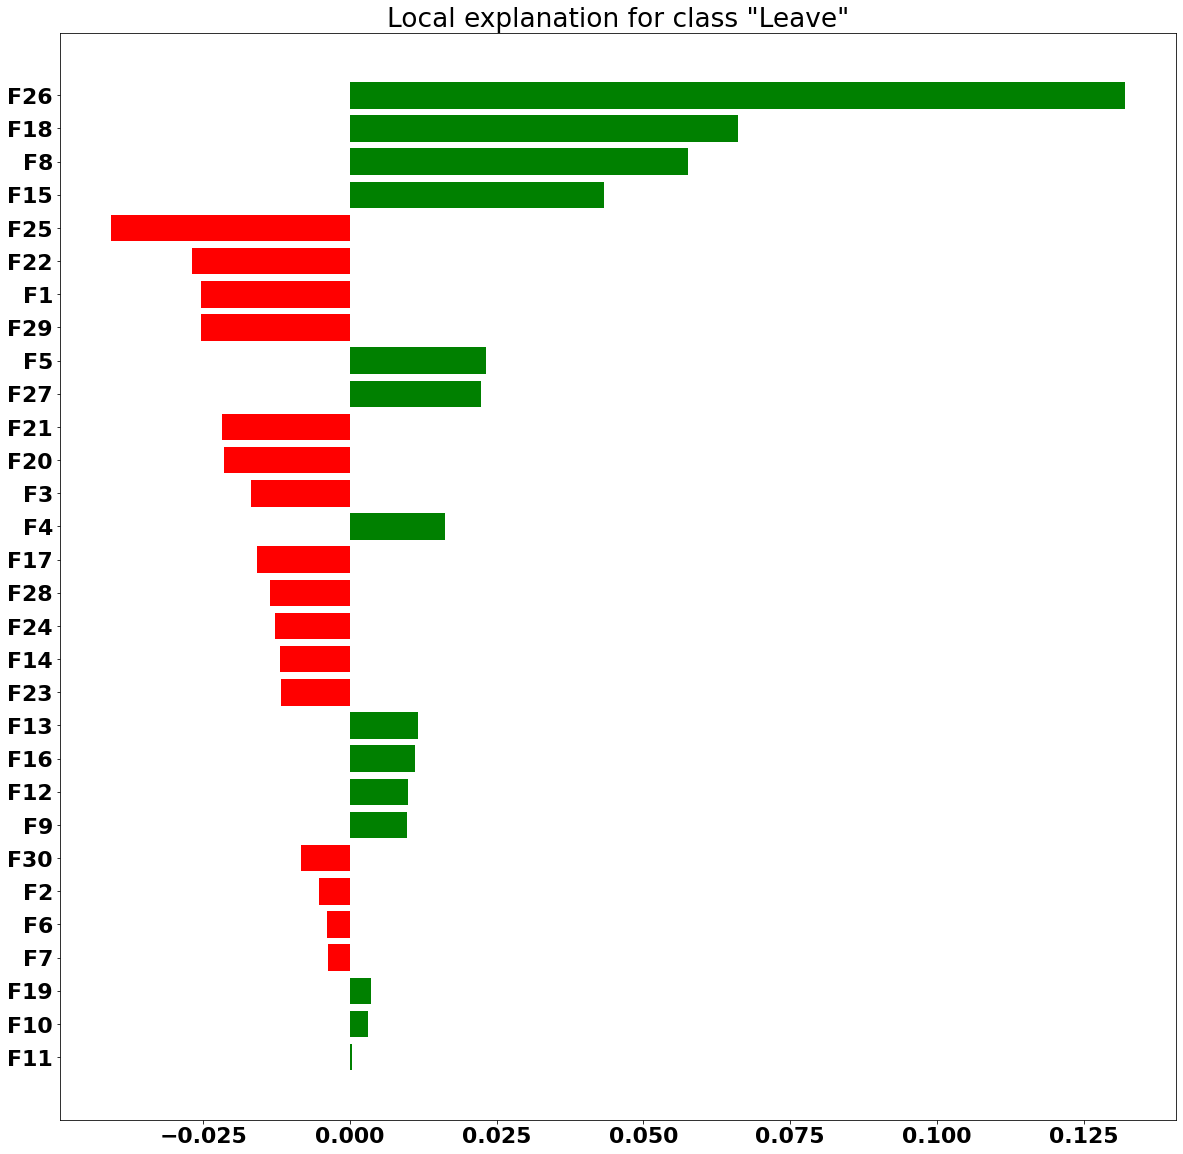 Local explanation for class "Leave"
F26
F18
F8
F15
F25
F22
F1
F29
F5
F27
F21
F20
F3
F4
F17
F28
F24
F14
F23
F13
F16
F12
F9
F30
F2
F6
F7
F19
F10
F11
−0.025 0.000 0.025 0.050 0.075 0.100 0.125